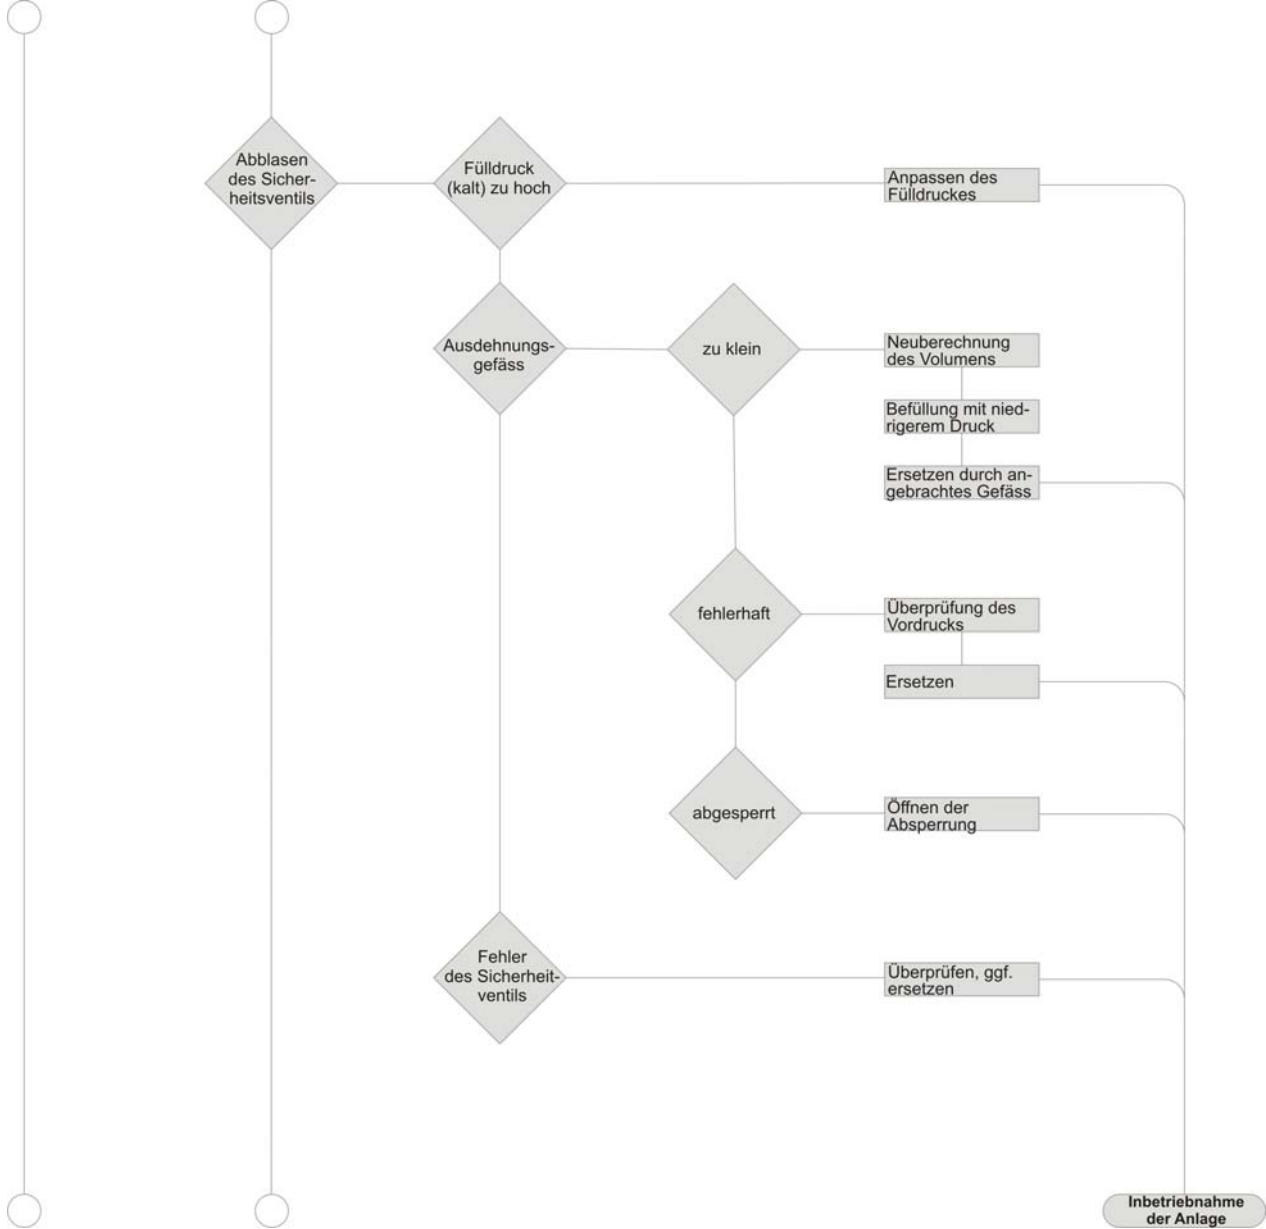 Abblasen
des Sicher-
heitsventils
Fülldruck
(kalt) zu hoch
Anpassen des
Fülldruckes
Ausdehnungs-
gefäss
zu klein
Neuberechnung
des Volumens
Befüllung mit nied-
rigerem Druck
Ersetzen durch an-
gebrachtes Gefäss
fehlerhaft
Überprüfung des
Vordrucks
Ersetzen
abgesperrt
Öffnen der
Absperrung
Fehler
des Sicherheit-
ventils
Überprüfen, ggf.
ersetzen
Inbetriebnahme
der Anlage